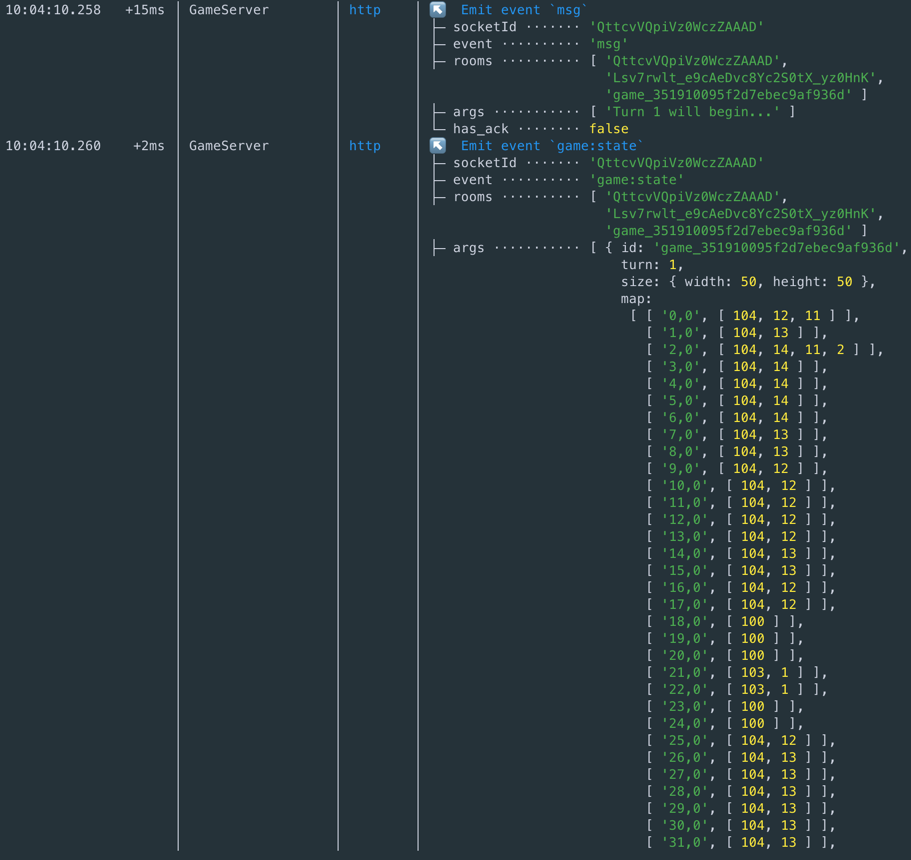 10:04:10.258 +15ms GameServer http Emit event `msg`
├─ socketId ······· 'QttcvVQpiVz0WczZAAAD'
├─ event ·········· 'msg'
├─ rooms ·········· [ 'QttcvVQpiVz0WczZAAAD',
'Lsv7rwlt_e9cAeDvc8Yc2S0tX_yz0HnK',
'game_351910095f2d7ebec9af936d' ]
├─ args ··········· [ 'Turn 1 will begin...' ]
└─ has_ack ········ false
10:04:10.260 +2ms GameServer http Emit event `game:state`
├─ socketId ······· 'QttcvVQpiVz0WczZAAAD'
├─ event ·········· 'game:state'
├─ rooms ·········· [ 'QttcvVQpiVz0WczZAAAD',
'Lsv7rwlt_e9cAeDvc8Yc2S0tX_yz0HnK',
'game_351910095f2d7ebec9af936d' ]
├─ args ··········· [ { id: 'game_351910095f2d7ebec9af936d',
turn: 1,
size: { width: 50, height: 50 },
map:
[ [ '0,0', [ 104, 12, 11 ] ],
[ '1,0', [ 104, 13 ] ],
[ '2,0', [ 104, 14, 11, 2 ] ],
[ '3,0', [ 104, 14 ] ],
[ '4,0', [ 104, 14 ] ],
[ '5,0', [ 104, 14 ] ],
[ '6,0', [ 104, 14 ] ],
[ '7,0', [ 104, 13 ] ],
[ '8,0', [ 104, 13 ] ],
[ '9,0', [ 104, 12 ] ],
[ '10,0', [ 104, 12 ] ],
[ '11,0', [ 104, 12 ] ],
[ '12,0', [ 104, 12 ] ],
[ '13,0', [ 104, 12 ] ],
[ '14,0', [ 104, 13 ] ],
[ '15,0', [ 104, 13 ] ],
[ '16,0', [ 104, 12 ] ],
[ '17,0', [ 104, 12 ] ],
[ '18,0', [ 100 ] ],
[ '19,0', [ 100 ] ],
[ '20,0', [ 100 ] ],
[ '21,0', [ 103, 1 ] ],
[ '22,0', [ 103, 1 ] ],
[ '23,0', [ 100 ] ],
[ '24,0', [ 100 ] ],
[ '25,0', [ 104, 12 ] ],
[ '26,0', [ 104, 13 ] ],
[ '27,0', [ 104, 13 ] ],
[ '28,0', [ 104, 13 ] ],
[ '29,0', [ 104, 13 ] ],
[ '30,0', [ 104, 13 ] ],
[ '31,0', [ 104, 13 ] ],